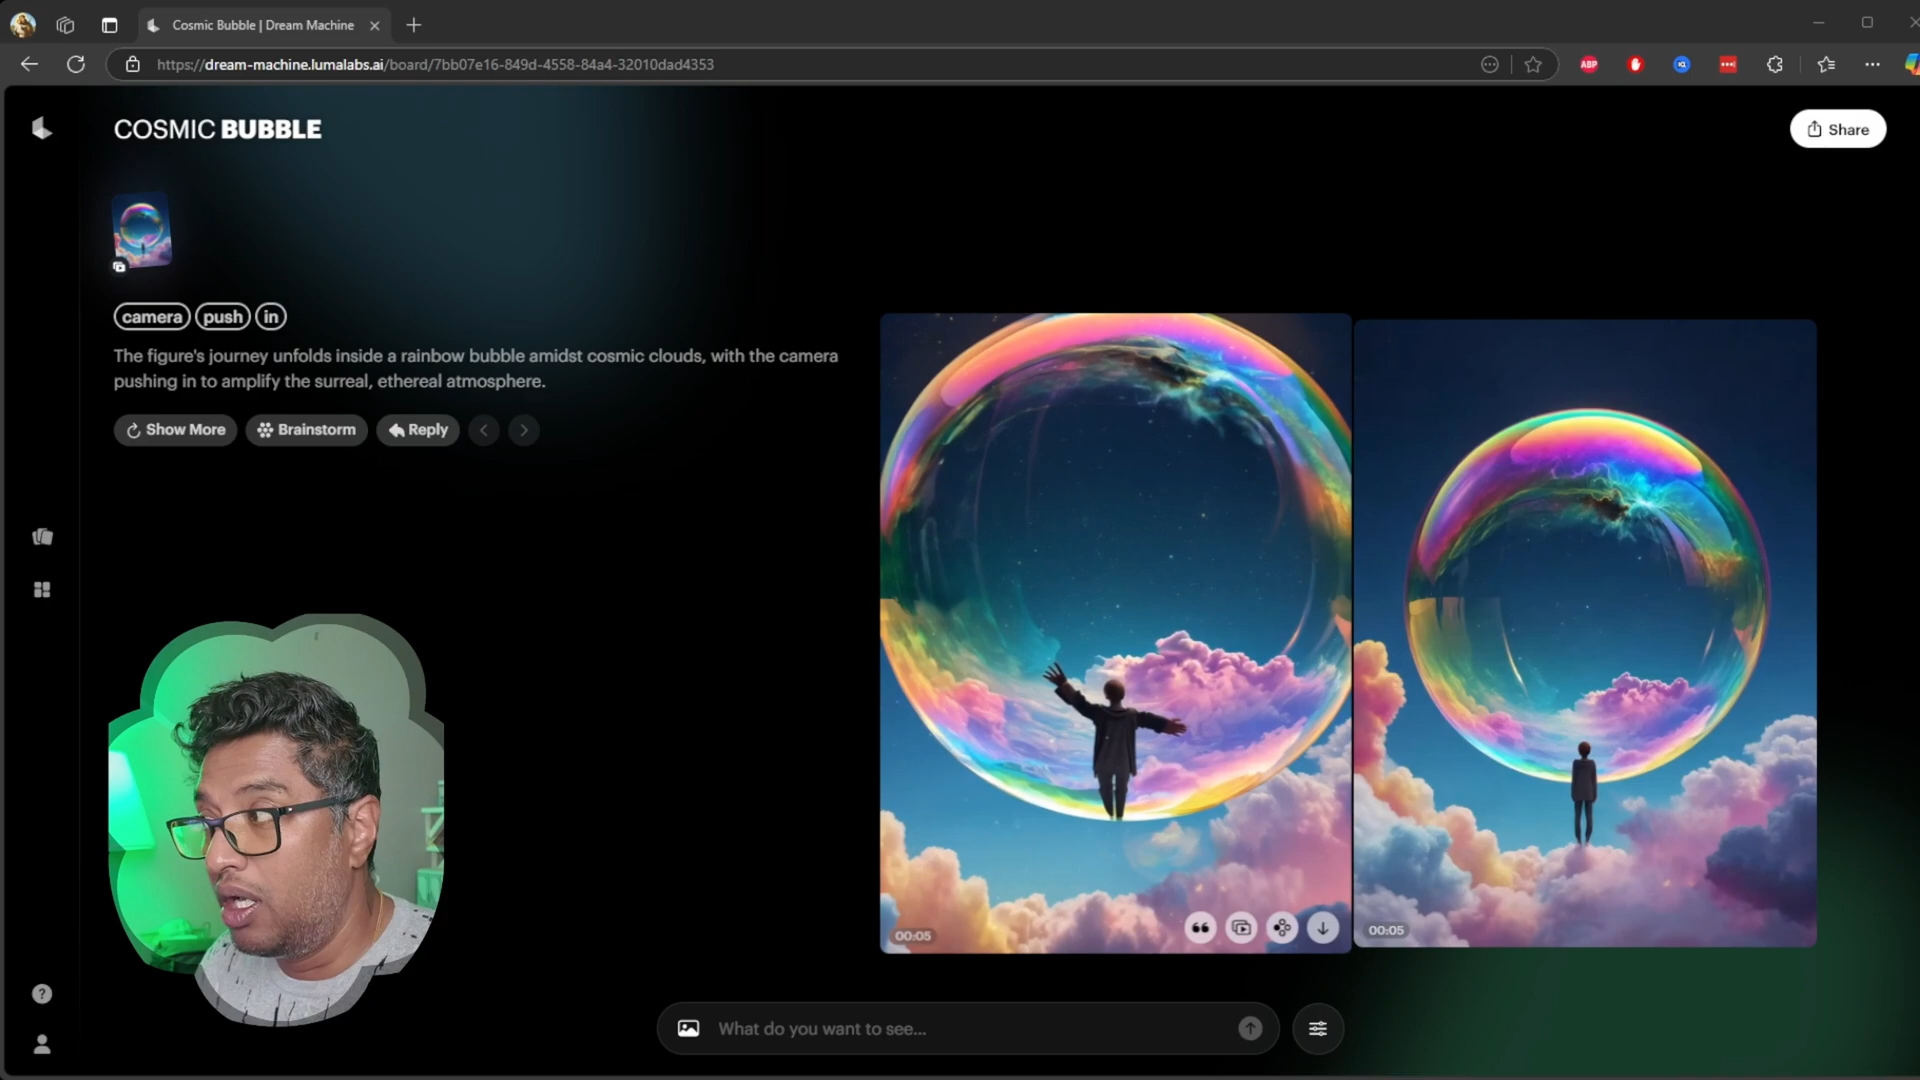 Cosmic Bubble | Dream Machine
https://dream-machine.lumalabs.ai/board/7bb07e16-849d-4558-84a4-32010dad4353
ABP
COSMIC BUBBLE
Share
camera push in
The figure's journey unfolds inside a rainbow bubble amidst cosmic clouds, with the camera
pushing in to amplify the surreal, ethereal atmosphere.
Show More Brainstorm Reply
00:05
00:05
What do you want to see...